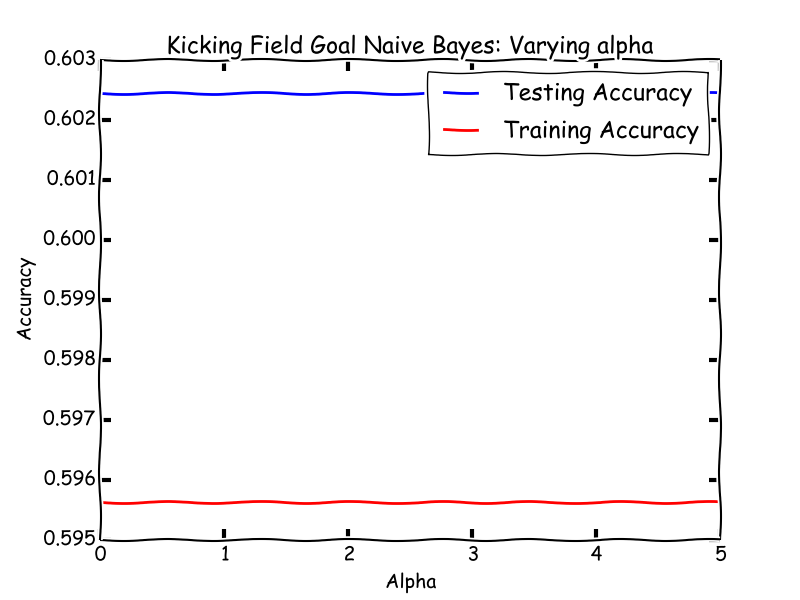 Kicking Field Goal Naive Bayes: Varying alpha
0.603
0.602
0.601
0.600
0.599
0.598
0.597
0.596
0.595
Accuracy
Testing Accuracy
Training Accuracy
0 1 2 3 4 5
Alpha